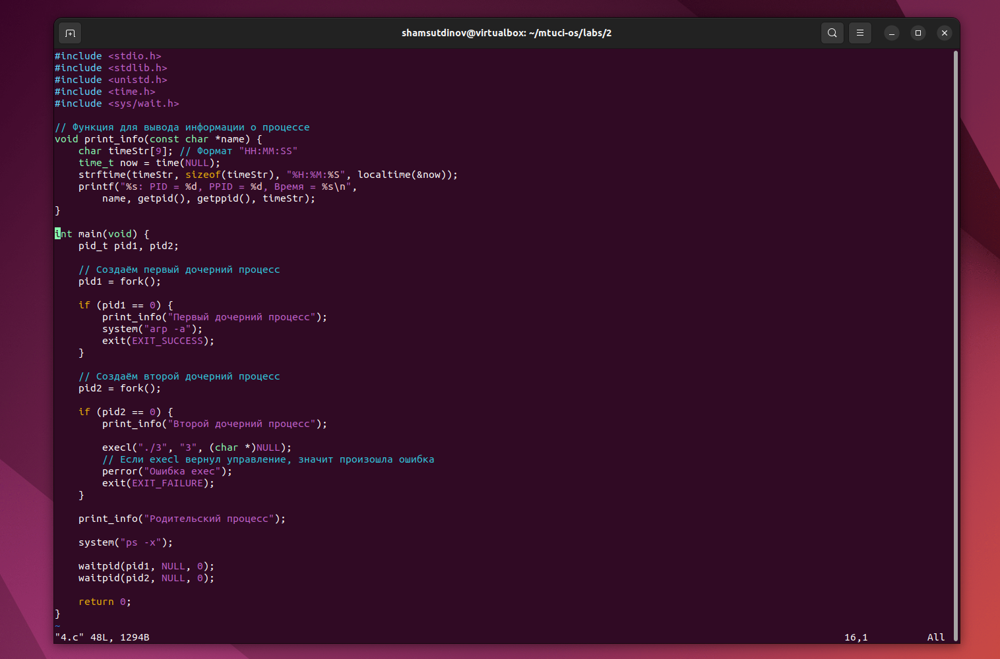 shamsutdinov@virtualbox: ~/mtuci-os/labs/2
#include <stdio.h>
#include <stdlib.h>
#include <unistd.h>
#include <time.h>
#include <sys/wait.h>

// Функция для вывода информации о процессе
void print_info(const char *name) {
    char timeStr[9]; // Формат "HH:MM:SS"
    time_t now = time(NULL);
    strftime(timeStr, sizeof(timeStr), "%H:%M:%S", localtime(&now));
    printf("%s: PID = %d, PPID = %d, Время = %s\n",
        name, getpid(), getppid(), timeStr);
}

int main(void) {
    pid_t pid1, pid2;

    // Создаём первый дочерний процесс
    pid1 = fork();

    if (pid1 == 0) {
        print_info("Первый дочерний процесс");
        system("arp -a");
        exit(EXIT_SUCCESS);
    }

    // Создаём второй дочерний процесс
    pid2 = fork();

    if (pid2 == 0) {
        print_info("Второй дочерний процесс");

        execl("./3", "3", (char *)NULL);
        // Если execl вернул управление, значит произошла ошибка
        perror("Ошибка exec");
        exit(EXIT_FAILURE);
    }

    print_info("Родительский процесс");

    system("ps -x");

    waitpid(pid1, NULL, 0);
    waitpid(pid2, NULL, 0);

    return 0;
}
~
"4.c" 48L, 1294B 16,1 All